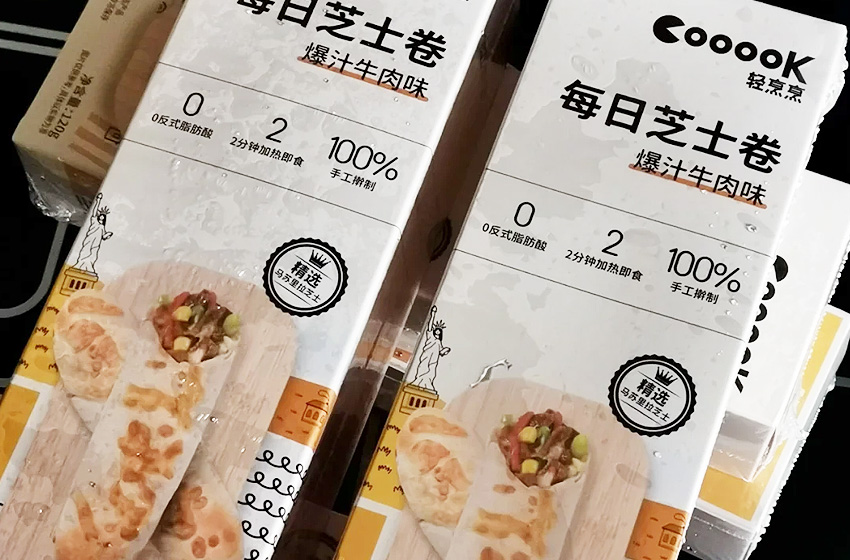 净含量:120g
每日芝士卷
爆汁牛肉味
0
0反式脂肪酸
2
2分钟加热即食
100%
手工擀制
精选
马苏里拉芝士
CooooK
轻烹烹
每日芝士卷
爆汁牛肉味
0
0反式脂肪酸
2
2分钟加热即食
100%
手工擀制
精选
马苏里拉芝士